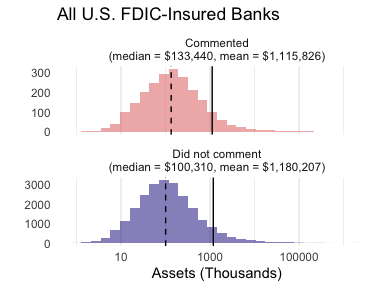 All U.S. FDIC-Insured Banks
Commented
(median = $133,440, mean = $1,115,826)
300
200
100
0
Did not comment
(median = $100,310, mean = $1,180,207)
3000
2000
1000
0
10 1000 100000
Assets (Thousands)